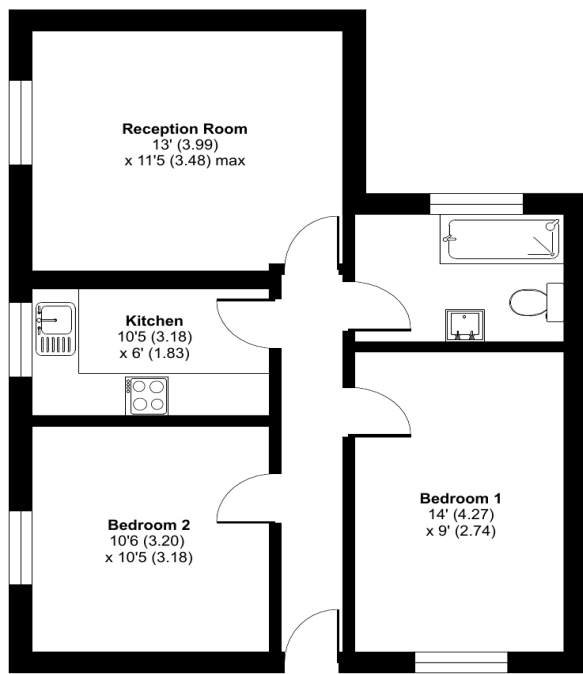 Reception Room
13' (3.99)
x 11'5 (3.48) max
Kitchen
10'5 (3.18)
x 6' (1.83)
Bedroom 2
10'6 (3.20)
x 10'5 (3.18)
Bedroom 1
14' (4.27)
x 9' (2.74)